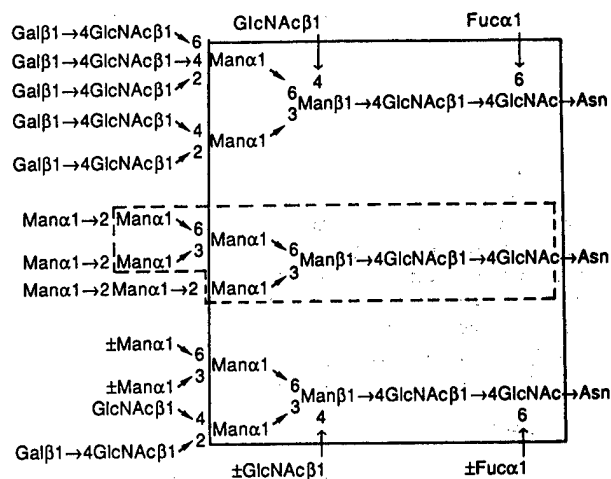 GlcNAcβ1 Fucα1
Galβ1→4GlcNAcβ1 6
Galβ1→4GlcNAcβ1→4 Manα1 4 6
Galβ1→4GlcNAcβ1 2
6 Manβ1→4GlcNAcβ1→4GlcNAc→Asn
3
Galβ1→4GlcNAcβ1 4
Manα1
Galβ1→4GlcNAcβ1 2
Manα1→2 Manα1 6
Manα1
Manα1→2 Manα1 3 6
Manβ1→4GlcNAcβ1→4GlcNAc→Asn
Manα1→2Manα1→2 Manα1 3
±Manα1 6
Manα1
±Manα1 3 6
Manβ1→4GlcNAcβ1→4GlcNAc→Asn
GlcNAcβ1 4 3
Manα1 4 6
Galβ1→4GlcNAcβ1 2
±GlcNAcβ1 ±Fucα1